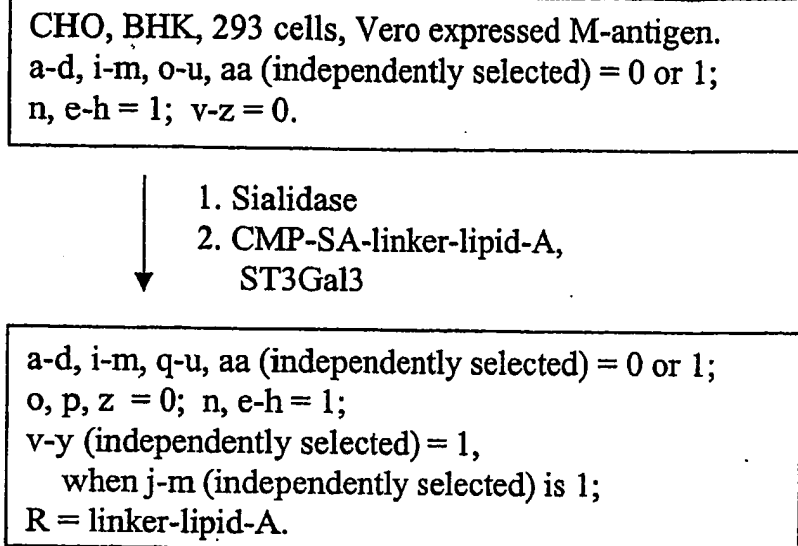 CHO, BHK, 293 cells, Vero expressed M-antigen.
a-d, i-m, o-u, aa (independently selected) = 0 or 1;
n, e-h = 1; v-z = 0.
1. Sialidase
2. CMP-SA-linker-lipid-A,
ST3Gal3
a-d, i-m, q-u, aa (independently selected) = 0 or 1;
o, p, z = 0; n, e-h = 1;
v-y (independently selected) = 1,
when j-m (independently selected) is 1;
R = linker-lipid-A.